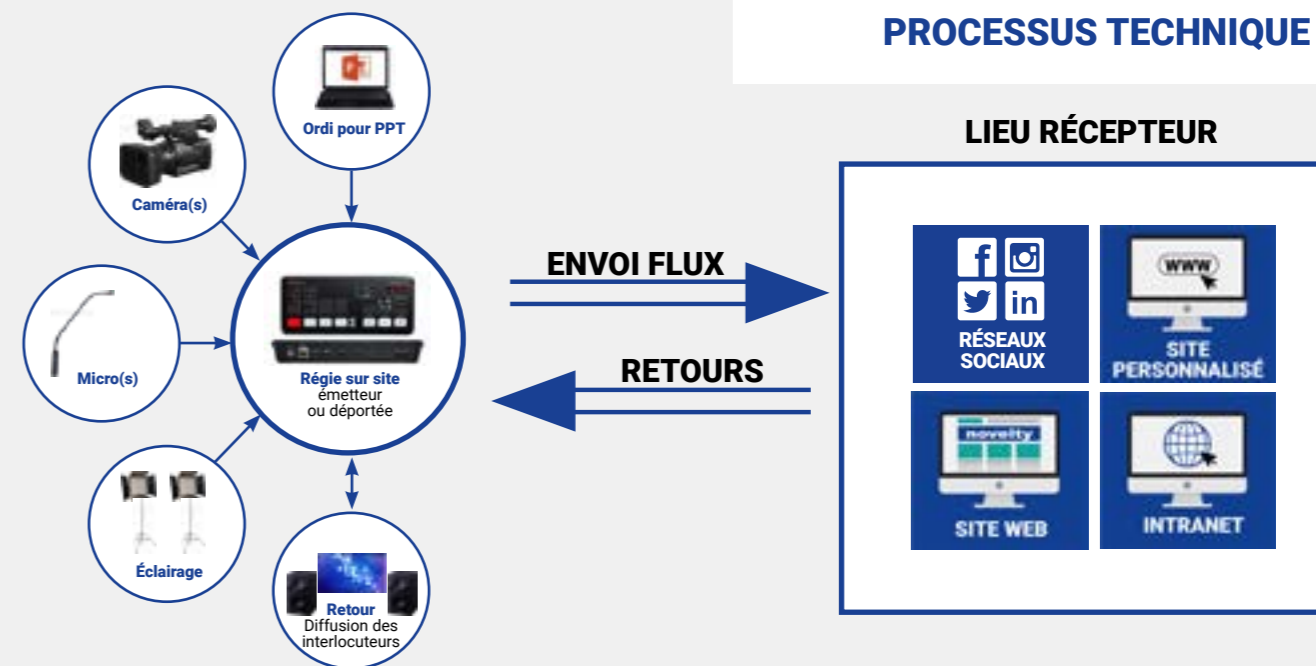 PROCESSUS TECHNIQUE
Ordi pour PPT
Caméra(s)
Micro(s)
Éclairage
Régie sur site
émetteur
ou déportée
Retour
Diffusion des
interlocuteurs
ENVOI FLUX
RETOURS
LIEU RÉCEPTEUR
RÉSEAUX
SOCIAUX
www
SITE
PERSONNALISÉ
novelty
SITE WEB
INTRANET